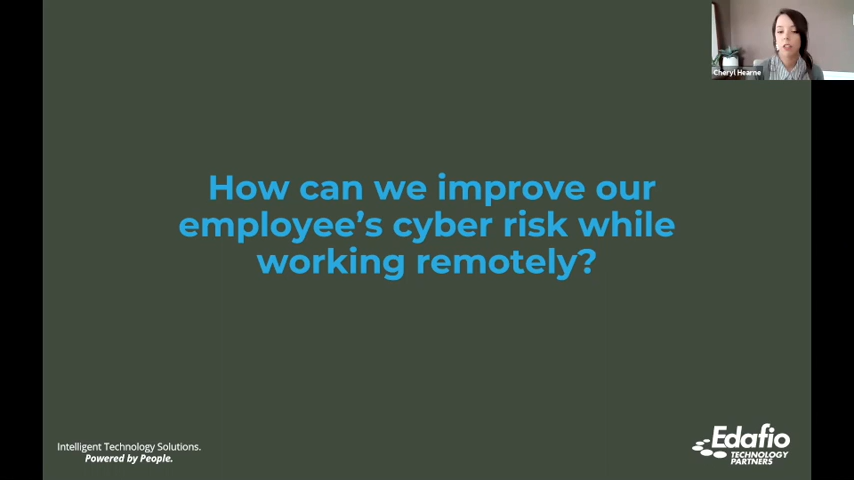 Cheryl Hearne
How can we improve our
employee's cyber risk while
working remotely?
Intelligent Technology Solutions.
Powered by People.
Edafio
TECHNOLOGY
PARTNERS